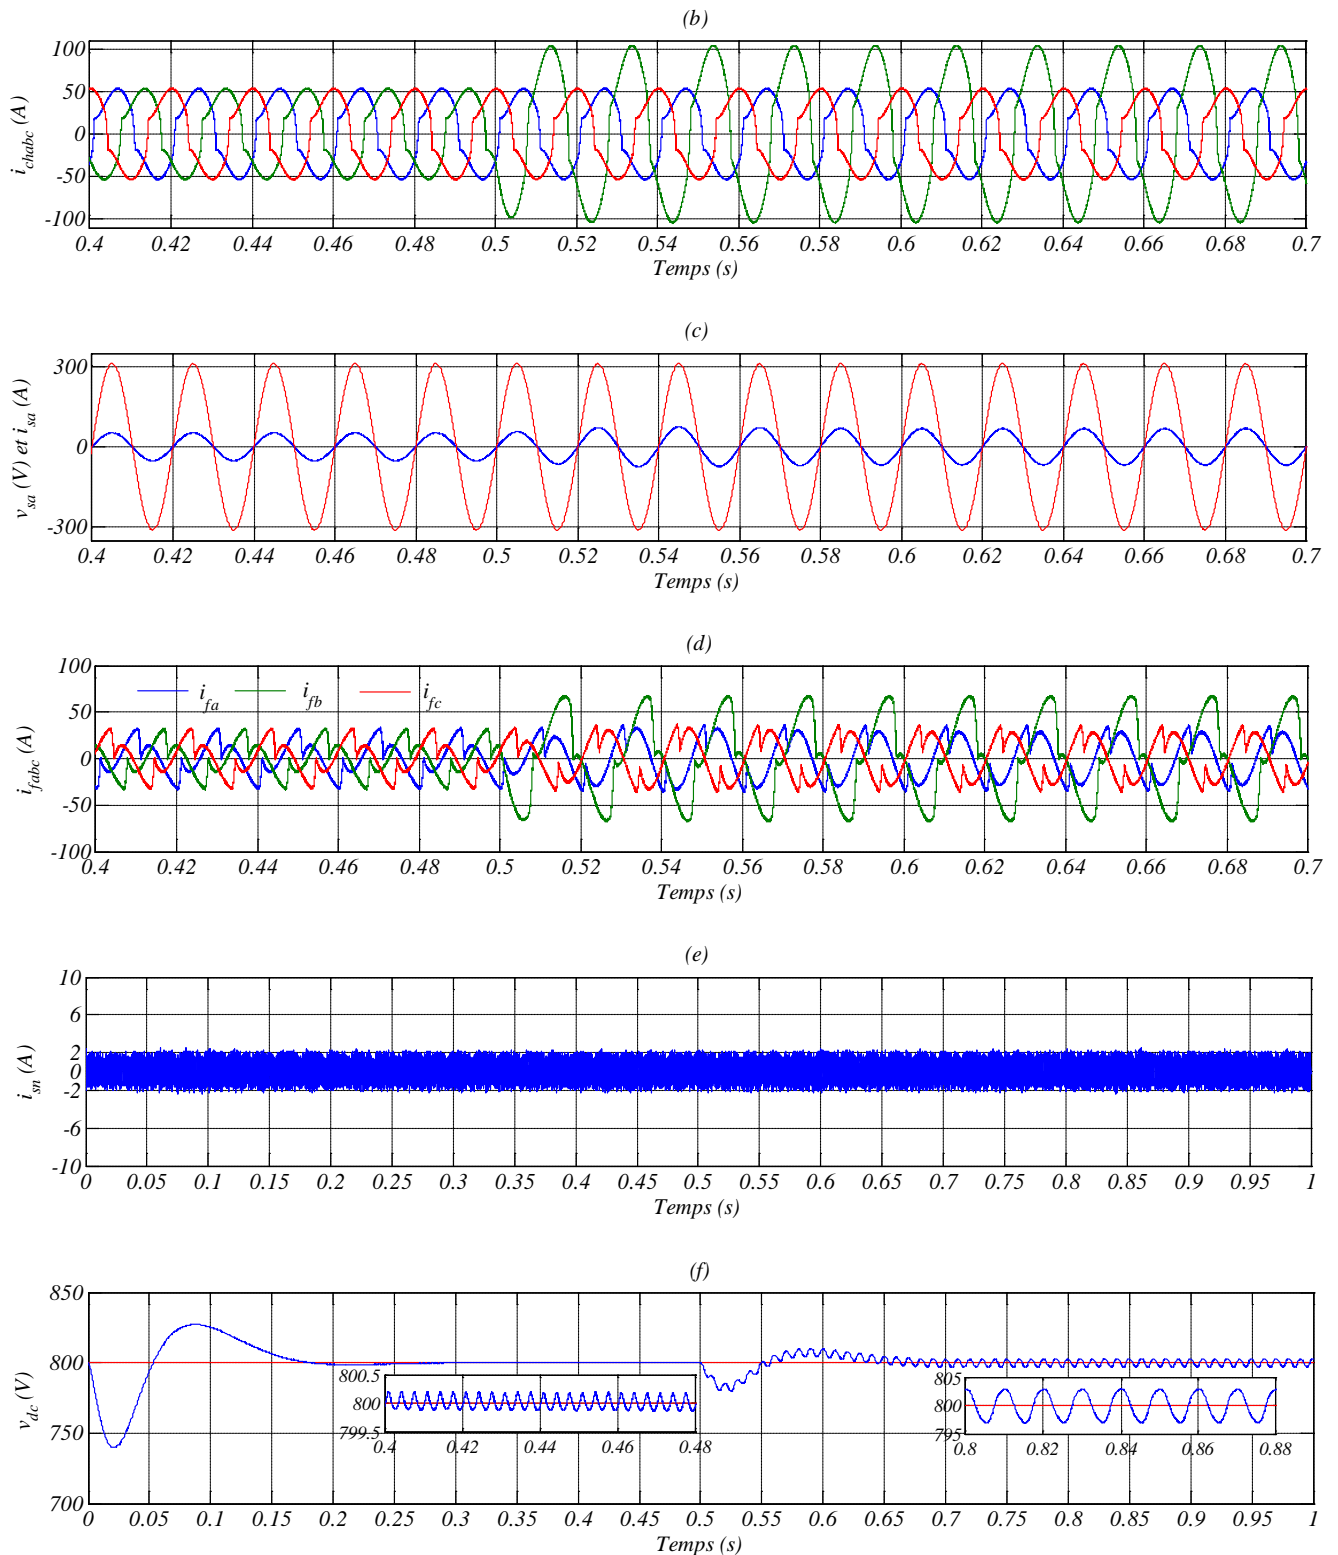 (b)
i_chabc (A)
100
50
0
-50
-100
0.4 0.42 0.44 0.46 0.48 0.5 0.52 0.54 0.56 0.58 0.6 0.62 0.64 0.66 0.68 0.7
Temps (s)
(c)
v_sa (V) et i_sa (A)
300
0
-300
0.4 0.42 0.44 0.46 0.48 0.5 0.52 0.54 0.56 0.58 0.6 0.62 0.64 0.66 0.68 0.7
Temps (s)
(d)
i_fabc (A)
100
50
0
-50
-100
i_fa i_fb i_fc
0.4 0.42 0.44 0.46 0.48 0.5 0.52 0.54 0.56 0.58 0.6 0.62 0.64 0.66 0.68 0.7
Temps (s)
(e)
i_sn (A)
10
6
2
0
-2
-6
-10
0 0.05 0.1 0.15 0.2 0.25 0.3 0.35 0.4 0.45 0.5 0.55 0.6 0.65 0.7 0.75 0.8 0.85 0.9 0.95 1
Temps (s)
(f)
v_dc (V)
850
800
750
700
800.5
800
799.5
0.4 0.42 0.44 0.46 0.48
805
800
795
0.8 0.82 0.84 0.86 0.88
0 0.05 0.1 0.15 0.2 0.25 0.3 0.35 0.4 0.45 0.5 0.55 0.6 0.65 0.7 0.75 0.8 0.85 0.9 0.95 1
Temps (s)